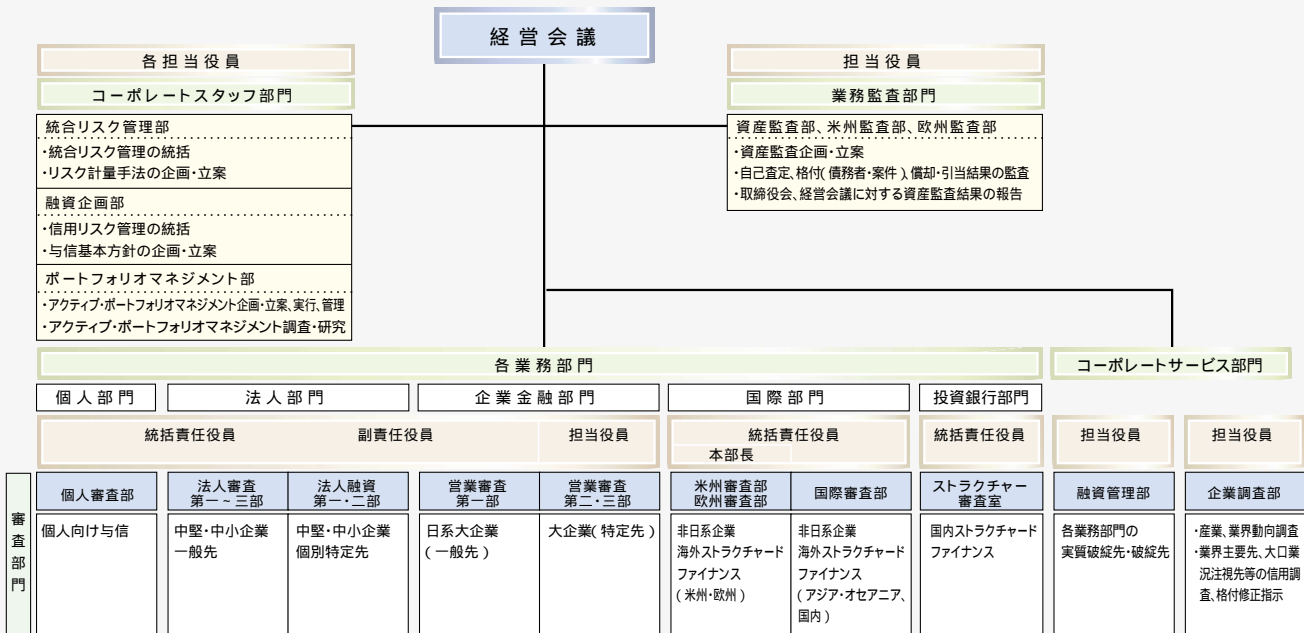 経営会議
各担当役員
コーポレートスタッフ部門
統合リスク管理部
・統合リスク管理の統括
・リスク計量手法の企画・立案
融資企画部
・信用リスク管理の統括
・与信基本方針の企画・立案
ポートフォリオマネジメント部
・アクティブ・ポートフォリオマネジメント企画・立案、実行、管理
・アクティブ・ポートフォリオマネジメント調査・研究
担当役員
業務監査部門
資産監査部、米州監査部、欧州監査部
・資産監査企画・立案
・自己査定、格付(債務者・案件)、償却・引当結果の監査
・取締役会、経営会議に対する資産監査結果の報告
各業務部門
コーポレートサービス部門
個人部門
法人部門
企業金融部門
国際部門
投資銀行部門
統括責任役員
副責任役員
担当役員
統括責任役員
本部長
統括責任役員
担当役員
担当役員
審査部門
個人審査部
個人向け与信
法人審査
第一~三部
中堅・中小企業
一般先
法人融資
第一・二部
中堅・中小企業
個別特定先
営業審査
第一部
日系大企業
(一般先)
営業審査
第二・三部
大企業(特定先)
米州審査部
欧州審査部
非日系企業
海外ストラクチャード
ファイナンス
(米州・欧州)
国際審査部
非日系企業
海外ストラクチャード
ファイナンス
(アジア・オセアニア、
国内)
ストラクチャー
審査室
国内ストラクチャード
ファイナンス
融資管理部
各業務部門の
実質破綻先・破綻先
企業調査部
・産業、業界動向調査
・業界主要先、大口業
況注視先等の信用調
査、格付修正指示